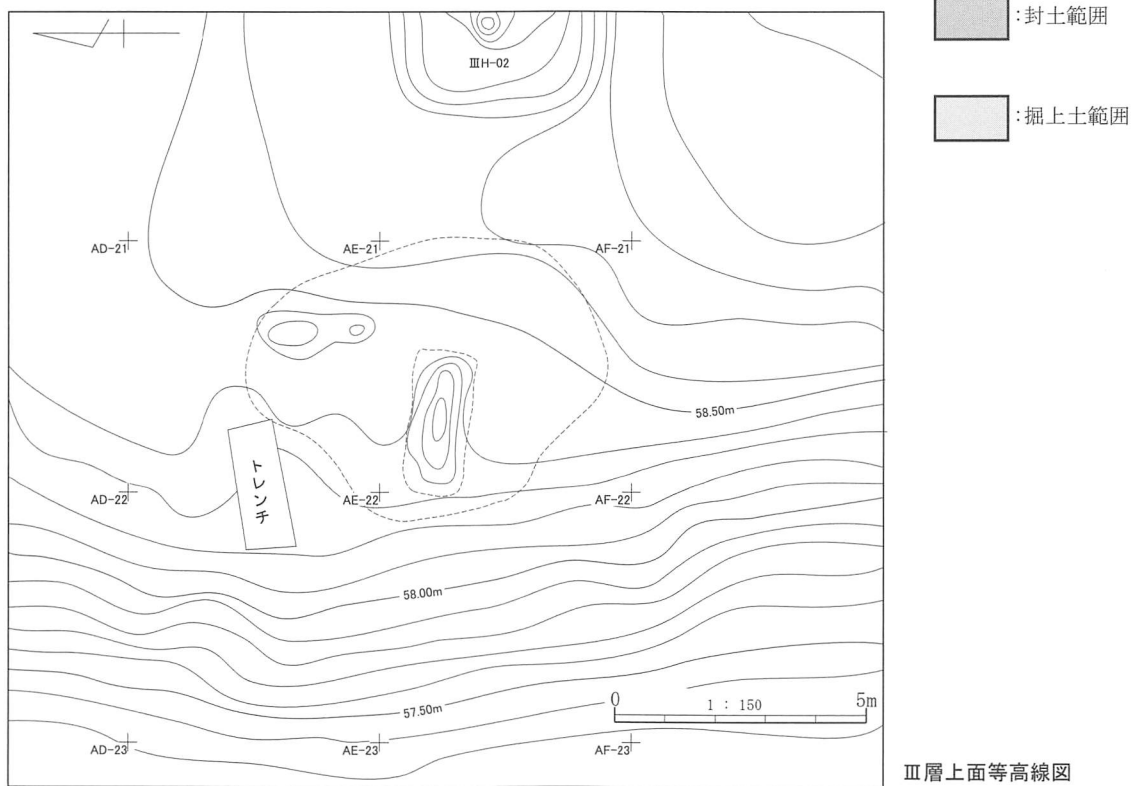 :封土範囲
ⅢH-02
:掘上土範囲
AD-21
AE-21
AF-21
58.50m
トレンチ
AD-22
AE-22
AF-22
58.00m
0
1 : 150
5m
57.50m
AD-23
AE-23
AF-23
Ⅲ層上面等高線図